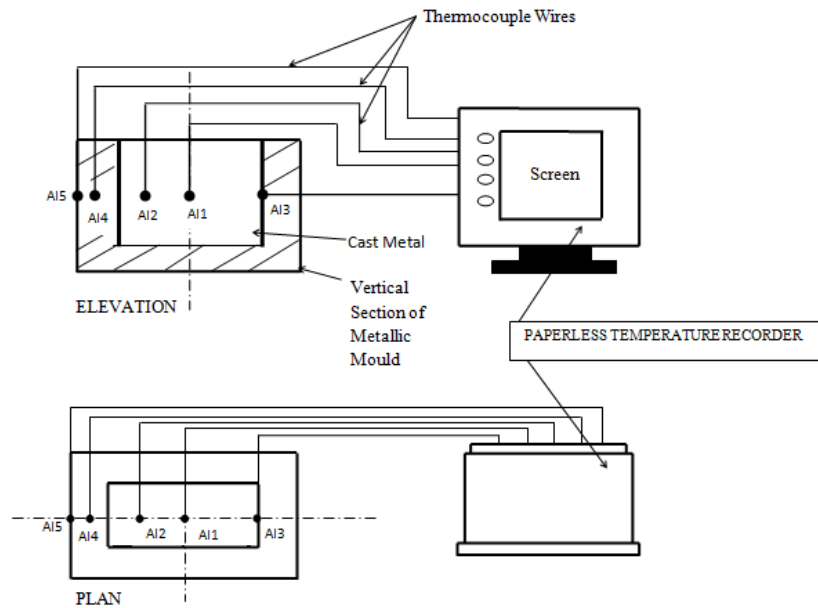 Thermocouple Wires
Screen
AI5
AI4
AI2
AI1
AI3
Cast Metal
ELEVATION
Vertical
Section of
Metallic
Mould
PAPERLESS TEMPERATURE RECORDER
AI5
AI4
AI2
AI1
AI3
PLAN